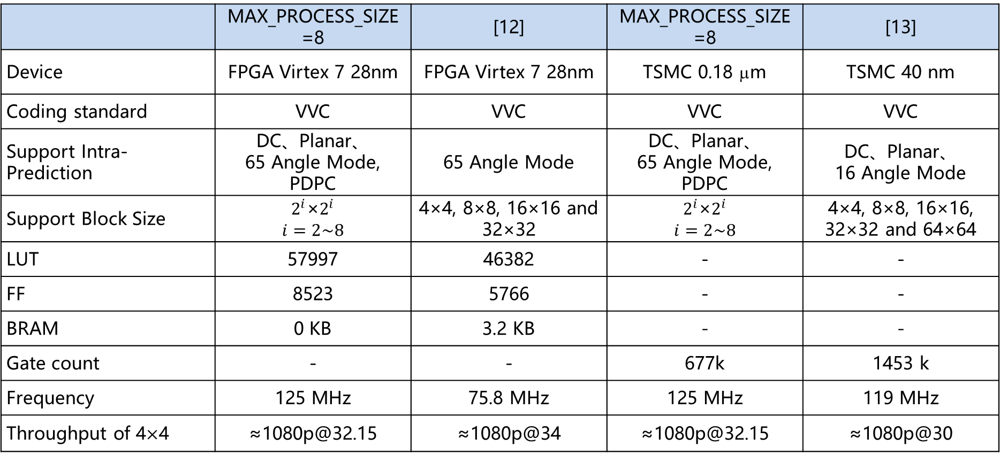 MAX_PROCESS_SIZE
=8
[12]
MAX_PROCESS_SIZE
=8
[13]
Device
FPGA Virtex 7 28nm
FPGA Virtex 7 28nm
TSMC 0.18 μm
TSMC 40 nm
Coding standard
VVC
VVC
VVC
VVC
Support Intra-
Prediction
DC、Planar、
65 Angle Mode,
PDPC
65 Angle Mode
DC、Planar、
65 Angle Mode,
PDPC
DC、Planar、
16 Angle Mode
Support Block Size
2^i×2^i
i = 2~8
4×4, 8×8, 16×16 and
32×32
2^i×2^i
i = 2~8
4×4, 8×8, 16×16,
32×32 and 64×64
LUT
57997
46382
-
-
FF
8523
5766
-
-
BRAM
0 KB
3.2 KB
-
-
Gate count
-
-
677k
1453 k
Frequency
125 MHz
75.8 MHz
125 MHz
119 MHz
Throughput of 4×4
≈1080p@32.15
≈1080p@34
≈1080p@32.15
≈1080p@30